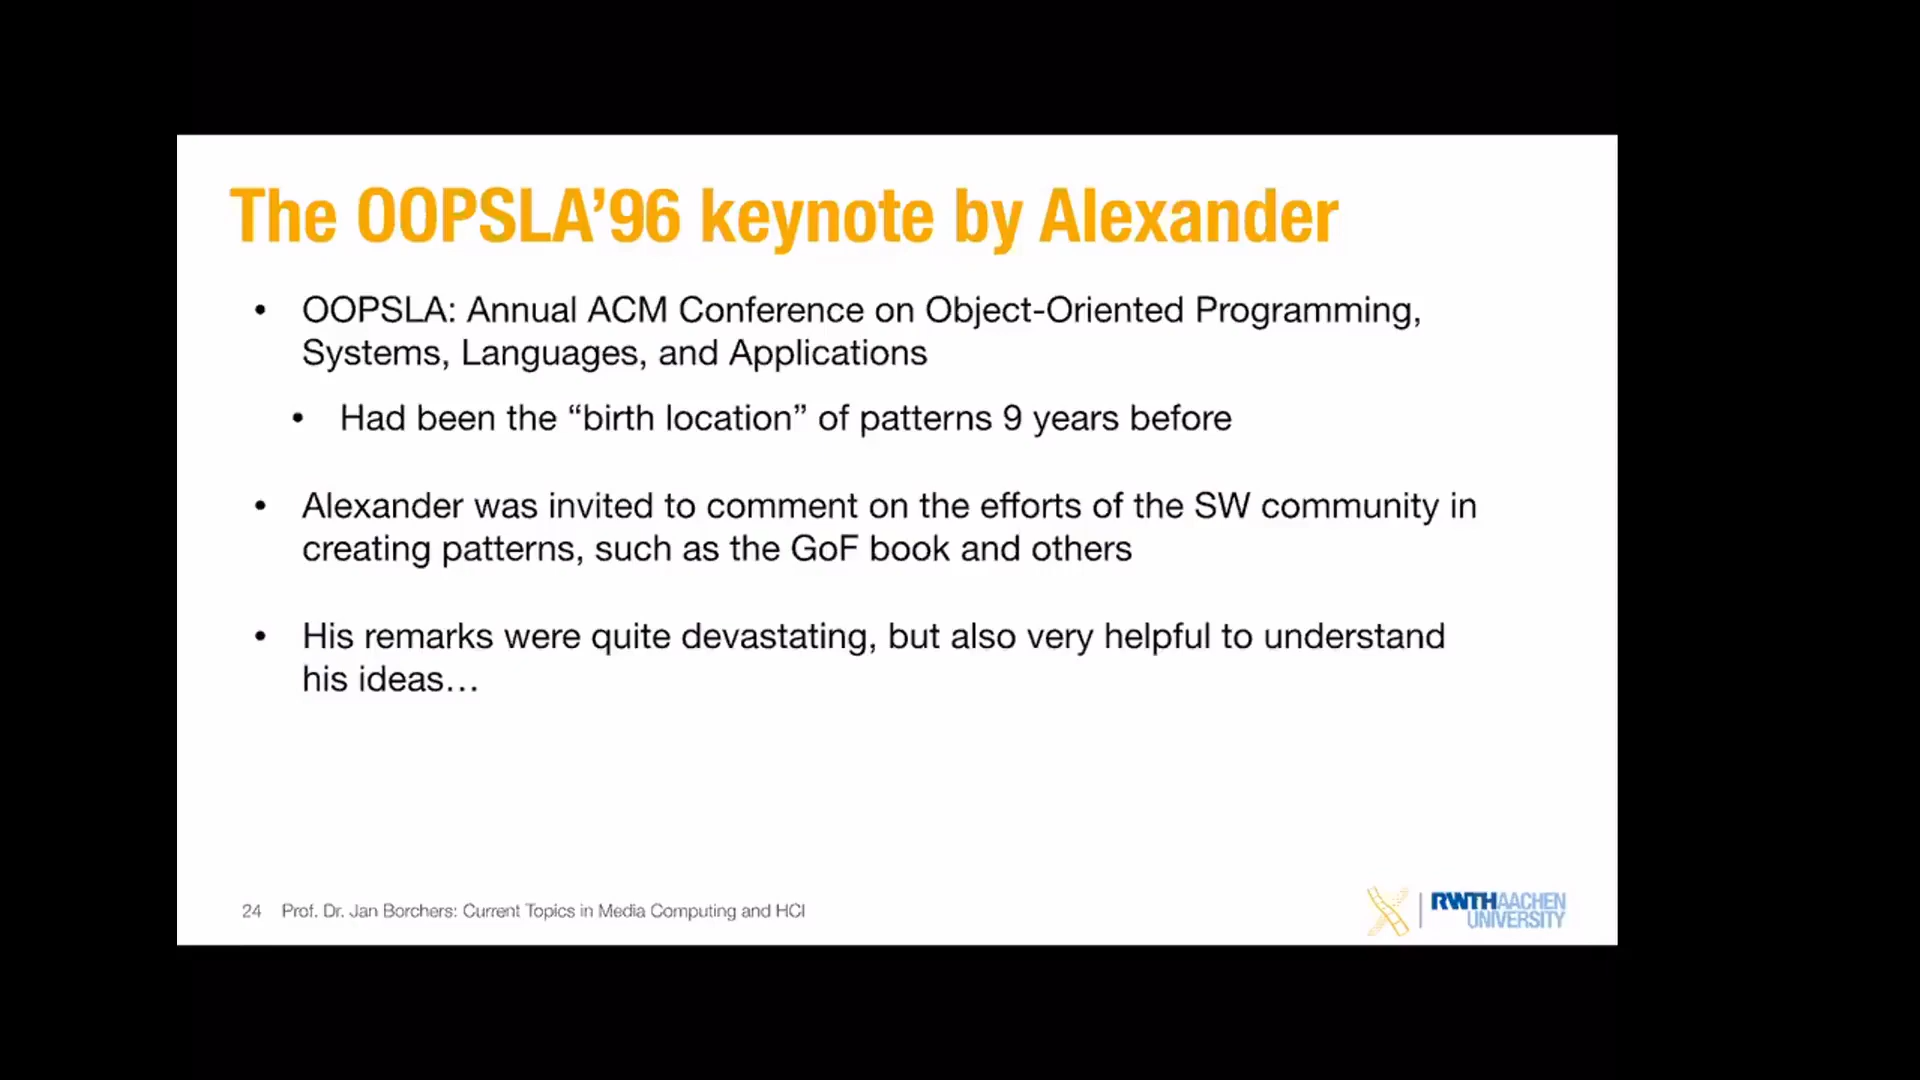 The OOPSLA’96 keynote by Alexander
• OOPSLA: Annual ACM Conference on Object-Oriented Programming,
Systems, Languages, and Applications
• Had been the “birth location” of patterns 9 years before
• Alexander was invited to comment on the efforts of the SW community in
creating patterns, such as the GoF book and others
• His remarks were quite devastating, but also very helpful to understand
his ideas…
24 Prof. Dr. Jan Borchers: Current Topics in Media Computing and HCI
RWTHAACHEN
UNIVERSITY